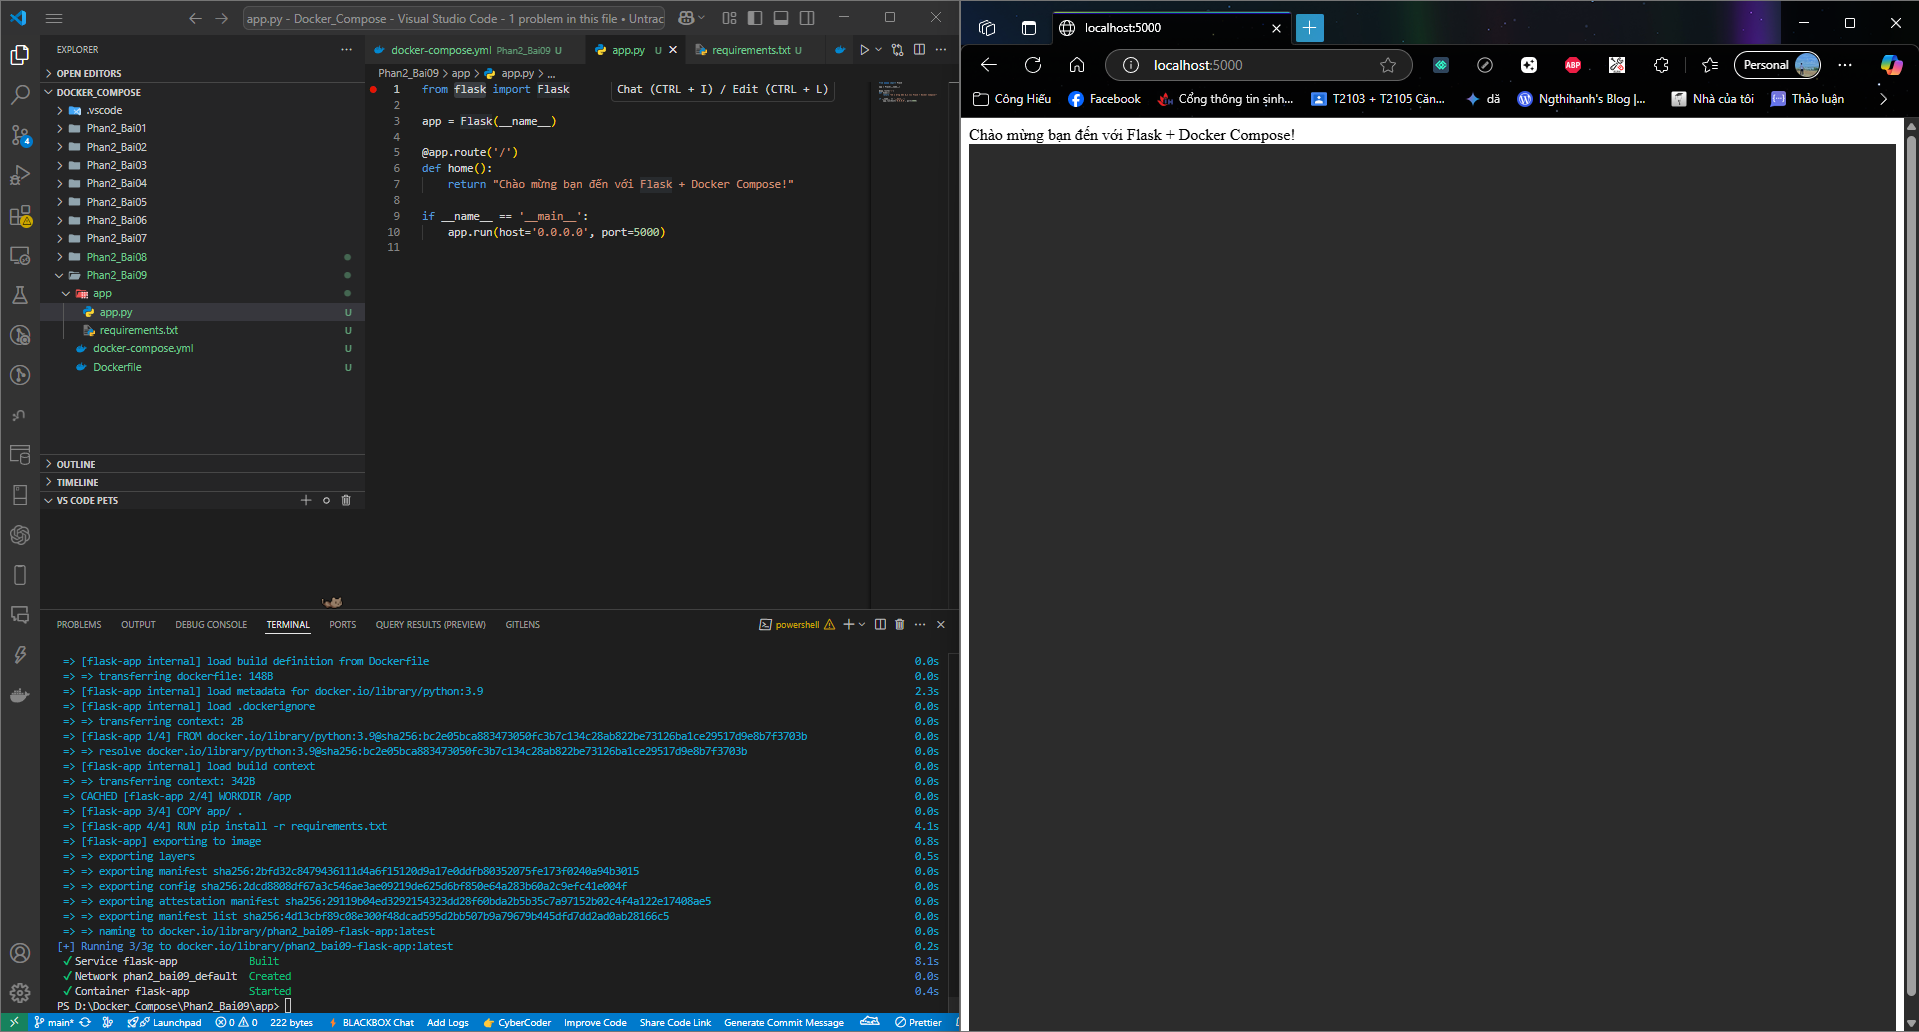 app.py - Docker_Compose - Visual Studio Code - 1 problem in this file • Untrac
EXPLORER
OPEN EDITORS
DOCKER_COMPOSE
.vscode
Phan2_Bai01
Phan2_Bai02
Phan2_Bai03
Phan2_Bai04
Phan2_Bai05
Phan2_Bai06
Phan2_Bai07
Phan2_Bai08
Phan2_Bai09
app
app.py U
requirements.txt U
docker-compose.yml U
Dockerfile U
OUTLINE
TIMELINE
VS CODE PETS
4
docker-compose.yml Phan2_Bai09 U app.py U requirements.txt U
Phan2_Bai09 > app > app.py > ...
1 from flask import Flask
Chat (CTRL + I) / Edit (CTRL + L)
2
3 app = Flask(__name__)
4
5 @app.route('/')
6 def home():
7 return "Chào mừng bạn đến với Flask + Docker Compose!"
8
9 if __name__ == '__main__':
10 app.run(host='0.0.0.0', port=5000)
11
PROBLEMS OUTPUT DEBUG CONSOLE TERMINAL PORTS QUERY RESULTS (PREVIEW) GITLENS
powershell
=> [flask-app internal] load build definition from Dockerfile 0.0s
=> => transferring dockerfile: 148B 0.0s
=> [flask-app internal] load metadata for docker.io/library/python:3.9 2.3s
=> [flask-app internal] load .dockerignore 0.0s
=> => transferring context: 2B 0.0s
=> [flask-app 1/4] FROM docker.io/library/python:3.9@sha256:bc2e05bca883473050fc3b7c134c28ab822be73126ba1ce29517d9e8b7f3703b 0.0s
=> => resolve docker.io/library/python:3.9@sha256:bc2e05bca883473050fc3b7c134c28ab822be73126ba1ce29517d9e8b7f3703b 0.0s
=> [flask-app internal] load build context 0.0s
=> => transferring context: 342B 0.0s
=> CACHED [flask-app 2/4] WORKDIR /app 0.0s
=> [flask-app 3/4] COPY app/ . 0.0s
=> [flask-app 4/4] RUN pip install -r requirements.txt 4.1s
=> [flask-app] exporting to image 0.8s
=> => exporting layers 0.5s
=> => exporting manifest sha256:2bfd32c8479436111d4a6f15120d9a17e0ddfb80352075fe173f0240a94b3015 0.0s
=> => exporting config sha256:2dcd8808df67a3c546ae3ae09219de625d6bf850e64a283b60a2c9efc41e004f 0.0s
=> => exporting attestation manifest sha256:29119b04ed3292154323dd28f60bda2b5b35c7a97152b02c4f4a122e17408ae5 0.0s
=> => exporting manifest list sha256:4d13cbf89c08e300f48dcad595d2bb507b9a79679b445dfd7dd2ad0ab28166c5 0.0s
=> => naming to docker.io/library/phan2_bai09-flask-app:latest 0.0s
[+] Running 3/3g to docker.io/library/phan2_bai09-flask-app:latest 0.2s
✓ Service flask-app Built 8.1s
✓ Network phan2_bai09_default Created 0.0s
✓ Container flask-app Started 0.4s
PS D:\Docker_Compose\Phan2_Bai09\app>
main* Launchpad 0 0 222 bytes BLACKBOX Chat Add Logs CyberCoder Improve Code Share Code Link Generate Commit Message Prettier
localhost:5000
localhost:5000
ABP
Personal
Công Hiếu Facebook Cổng thông tin sinh... T2103 + T2105 Căn... dă Ngthihanh's Blog |... Nhà của tôi Thảo luận
Chào mừng bạn đến với Flask + Docker Compose!